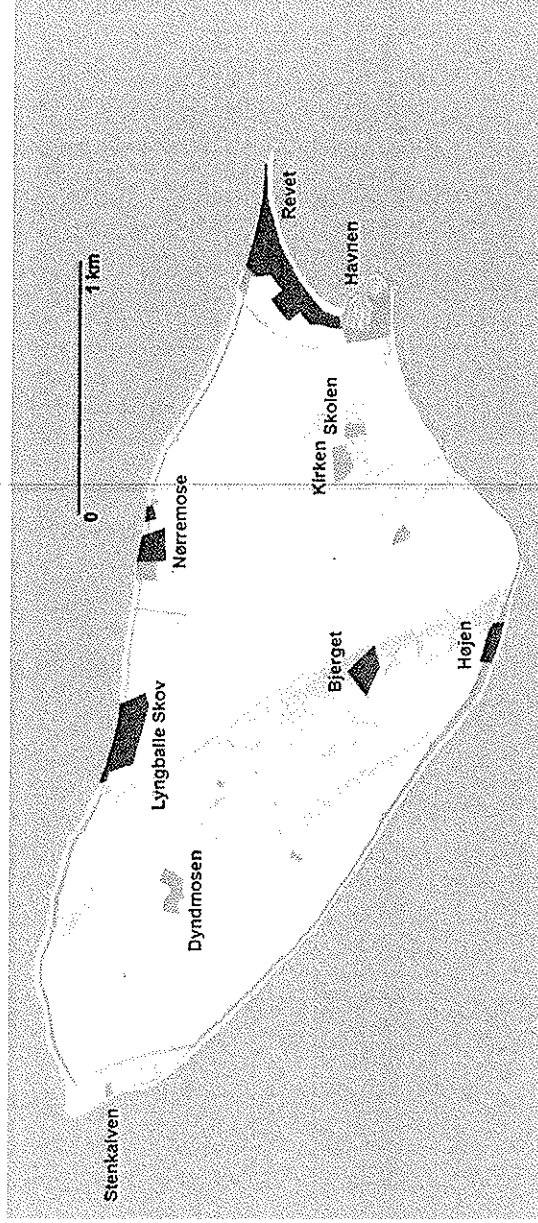 Stenkalven
Dyndmosen
Lyngballe Skov
Nørremose
0
1 km
Revet
Havnen
Kirken Skolen
Bjerget
Højen